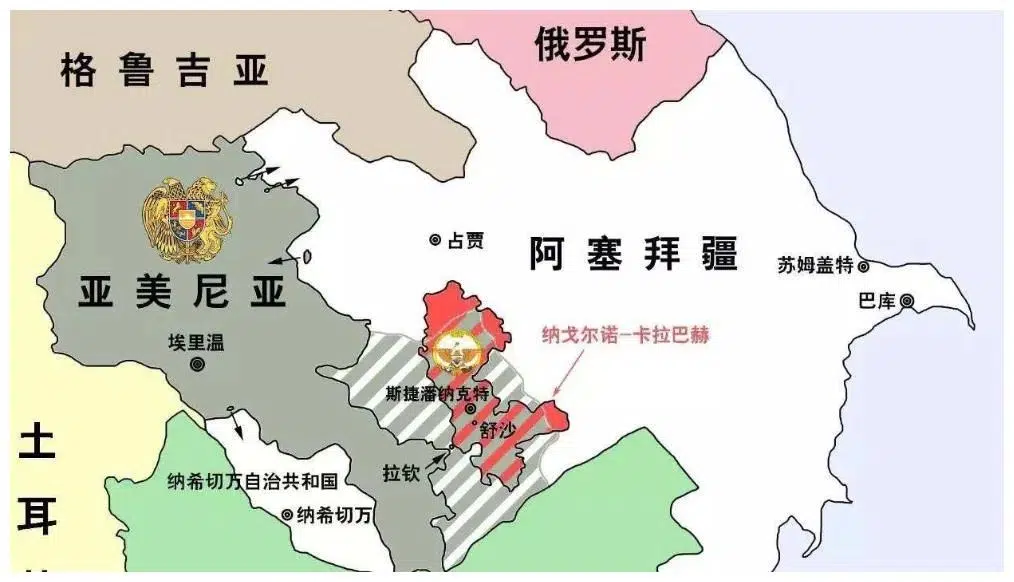 俄罗斯
格鲁吉亚
占贾
阿塞拜疆
苏姆盖特
巴库
亚美尼亚
埃里温
纳戈尔诺-卡拉巴赫
斯捷潘纳克特
舒沙
拉钦
土
耳
纳希切万自治共和国
纳希切万